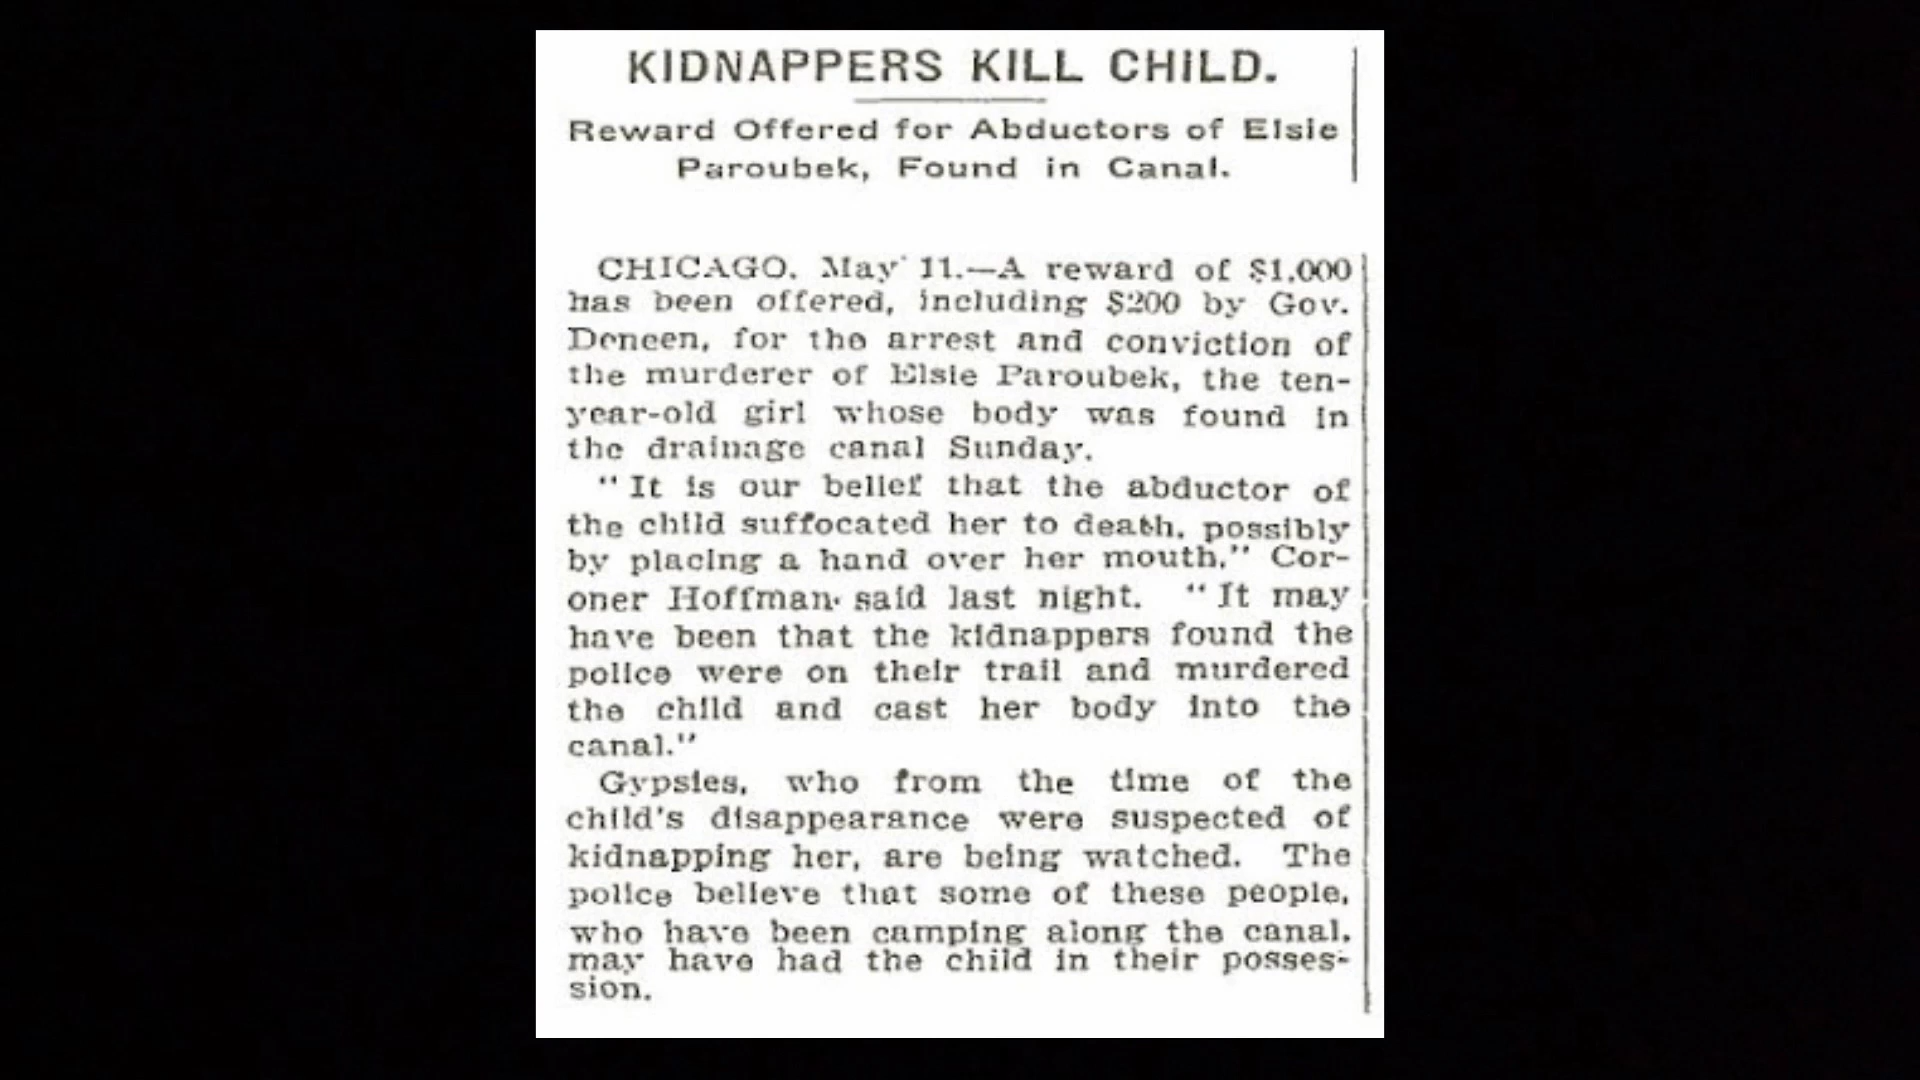 KIDNAPPERS KILL CHILD.
Reward Offered for Abductors of Elsie
Paroubek, Found in Canal.
CHICAGO, May 11.—A reward of $1,000
has been offered, including $200 by Gov.
Deneen, for the arrest and conviction of
the murderer of Elsie Paroubek, the ten-
year-old girl whose body was found in
the drainage canal Sunday.
"It is our belief that the abductor of
the child suffocated her to death, possibly
by placing a hand over her mouth," Cor-
oner Hoffman said last night. "It may
have been that the kidnappers found the
police were on their trail and murdered
the child and cast her body into the
canal."
Gypsies, who from the time of the
child's disappearance were suspected of
kidnapping her, are being watched. The
police believe that some of these people,
who have been camping along the canal,
may have had the child in their posses-
sion.